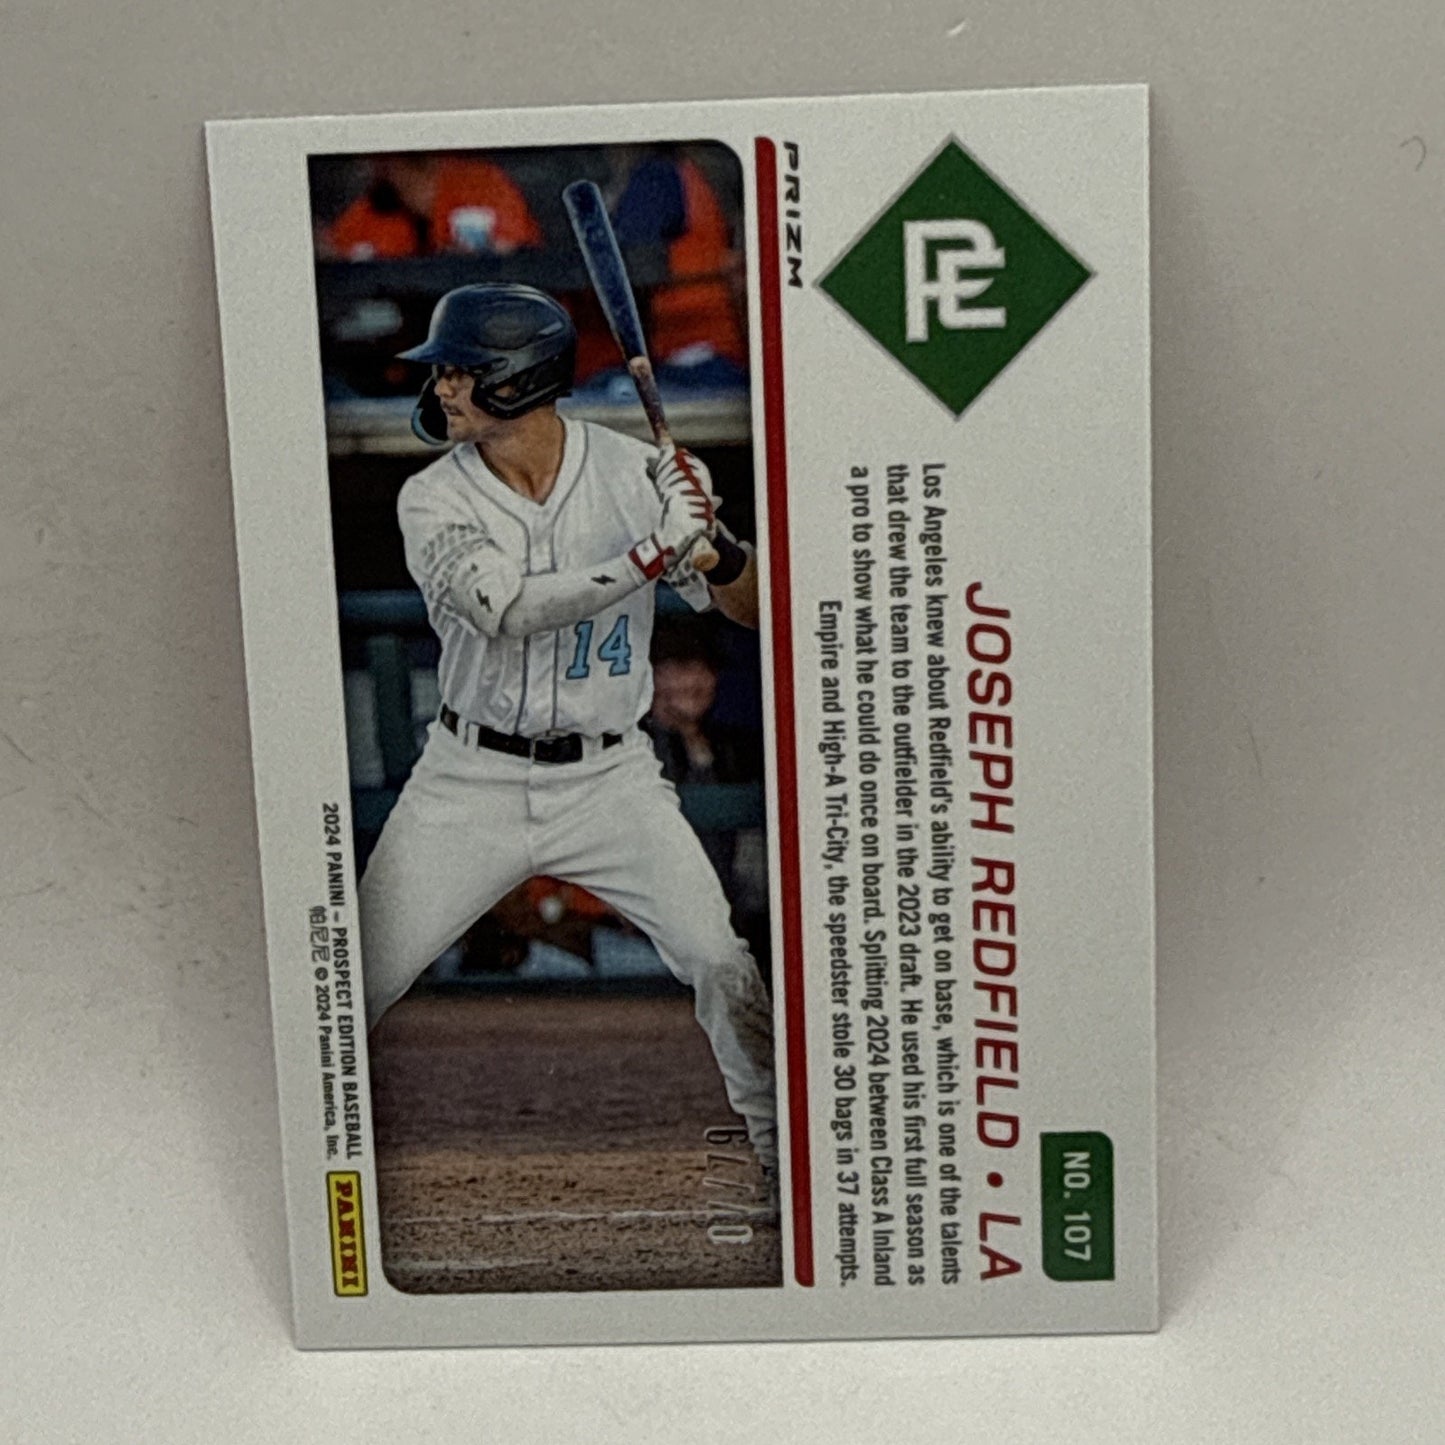 NO. 107
JOSEPH REDFIELD • LA
Los Angeles knew about Redfield's ability to get on base, which is one of the talents
that drew the team to the outfielder in the 2023 draft. He used his first full season as
a pro to show what he could do once on board. Splitting 2024 between Class A Inland
Empire and High-A Tri-City, the speedster stole 30 bags in 37 attempts.
PRIZM
14
2024 PANINI – PROSPECT EDITION BASEBALL
帕尼尼 © 2024 Panini America, Inc.
PANINI